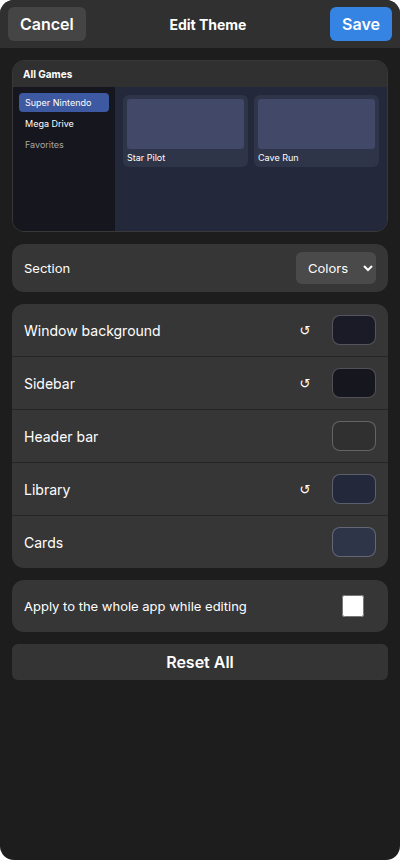 Cancel
Edit Theme
Save
All Games
Super Nintendo
Mega Drive
Favorites
Star Pilot
Cave Run
Section
Colors
Window background
↺
Sidebar
↺
Header bar
Library
↺
Cards
Apply to the whole app while editing
Reset All